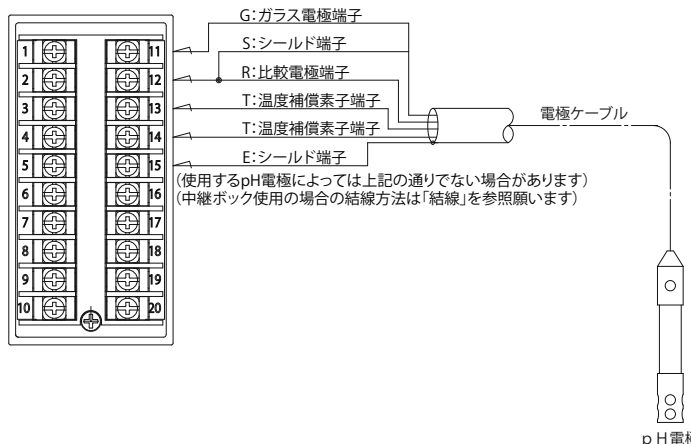 G:ガラス電極端子
S:シールド端子
R:比較電極端子
T:温度補償素子端子
T:温度補償素子端子
E:シールド端子
電極ケーブル
(使用するpH電極によっては上記の通りでない場合があります)
(中継ボック使用の場合の結線方法は「結線」を参照願います)
1 11
2 12
3 13
4 14
5 15
6 16
7 17
8 18
9 19
10 20
pH電極